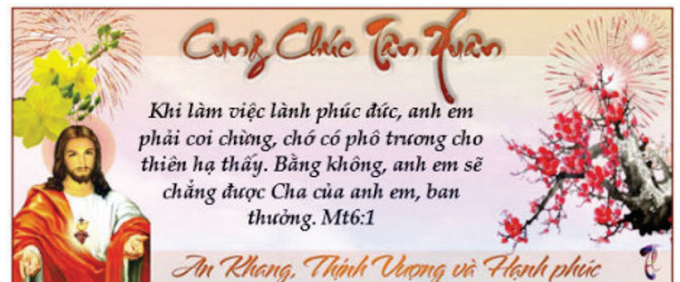 Cung Chúc Tân Xuân
Khi làm việc lành phúc đức, anh em
phải coi chừng, chớ có phô trương cho
thiên hạ thấy. Bằng không, anh em sẽ
chẳng được Cha của anh em, ban
thưởng. Mt6:1
An Khang, Thịnh Vượng và Hạnh phúc